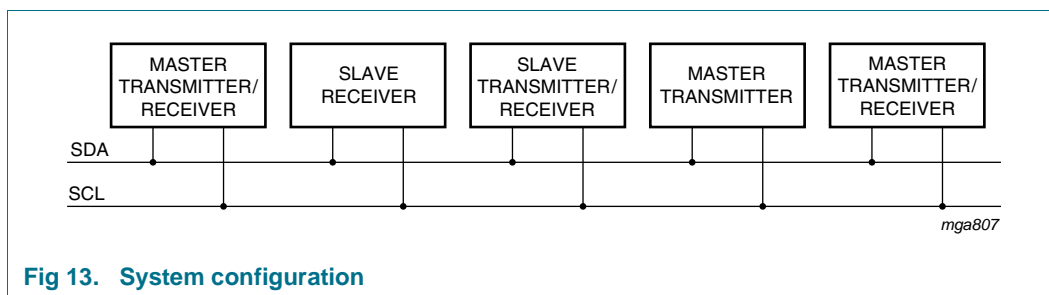 MASTER
TRANSMITTER/
RECEIVER
SLAVE
RECEIVER
SLAVE
TRANSMITTER/
RECEIVER
MASTER
TRANSMITTER
MASTER
TRANSMITTER/
RECEIVER
SDA
SCL
mga807
Fig 13. System configuration